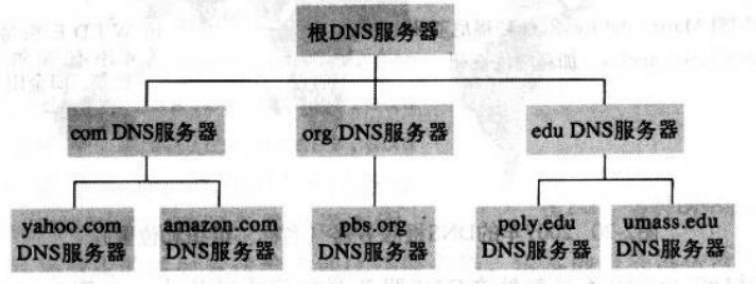 根DNS服务器
com DNS服务器
org DNS服务器
edu DNS服务器
yahoo.com
DNS服务器
amazon.com
DNS服务器
pbs.org
DNS服务器
poly.edu
DNS服务器
umass.edu
DNS服务器